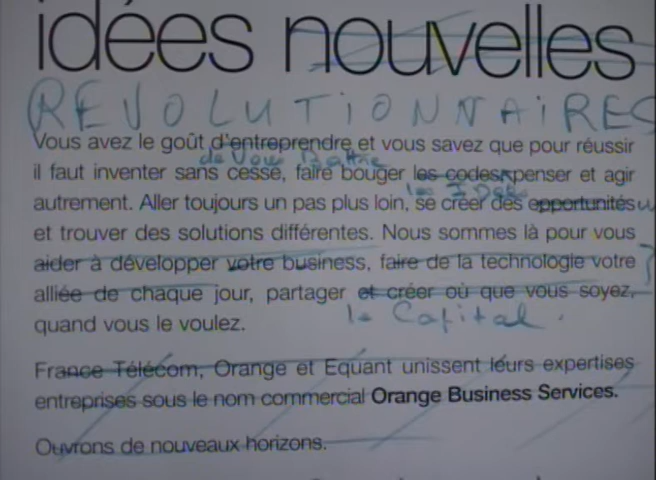 idées nouvelles
REVOLUTIONNAIRES
Vous avez le goût d'entreprendre et vous savez que pour réussir
de Vous Battre
il faut inventer sans cesse, faire bouger les codes, penser et agir
les IDées
autrement. Aller toujours un pas plus loin, se créer des opportunités
et trouver des solutions différentes. Nous sommes là pour vous
aider à développer votre business, faire de la technologie votre
alliée de chaque jour, partager et créer où que vous soyez,
quand vous le voulez.
le Capital.
France Télécom, Orange et Equant unissent leurs expertises
entreprises sous le nom commercial Orange Business Services.
Ouvrons de nouveaux horizons.